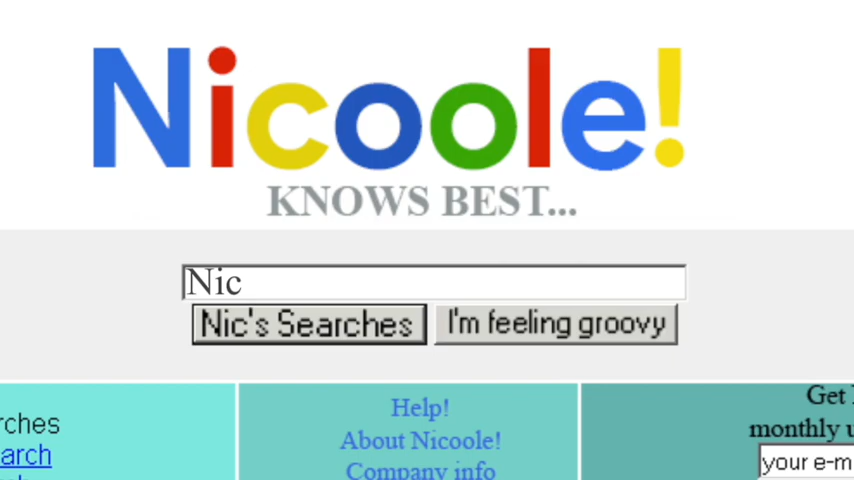 Nicoole!
KNOWS BEST...
Nic
Nic's Searches I'm feeling groovy
Help!
About Nicoole!
Company info
rches
arch
Get
monthly u
your e-m